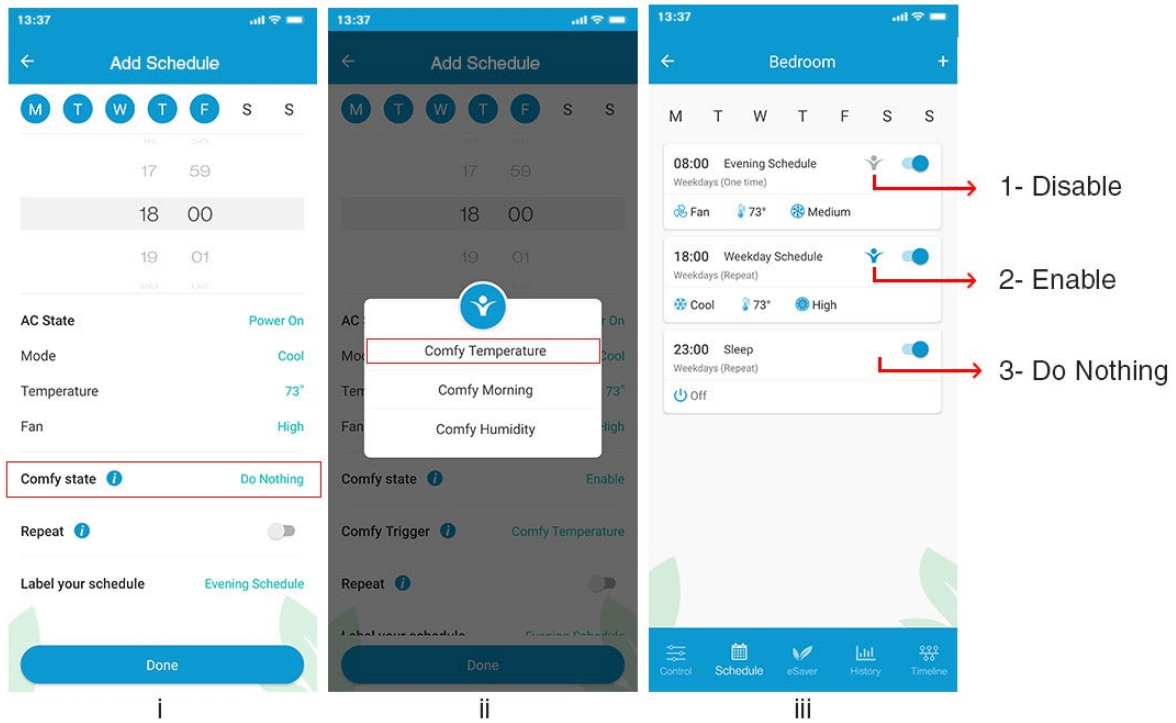 13:37
Add Schedule
M T W T F S S
17 59
18 00
19 01
AC State Power On
Mode Cool
Temperature 73°
Fan High
Comfy state i Do Nothing
Repeat i
Label your schedule Evening Schedule
Done
i
13:37
Add Schedule
M T W T F S S
17 59
18 00
19 01
Comfy Temperature
Comfy Morning
Comfy Humidity
Comfy state i Enable
Comfy Trigger i Comfy Temperature
Repeat i
Label your schedule Evening Schedule
Done
ii
13:37
Bedroom +
M T W T F S S
08:00 Evening Schedule
Weekdays (One time)
Fan 73° Medium
18:00 Weekday Schedule
Weekdays (Repeat)
Cool 73° High
23:00 Sleep
Weekdays (Repeat)
Off
Control Schedule eSaver History Timeline
iii
1- Disable
2- Enable
3- Do Nothing